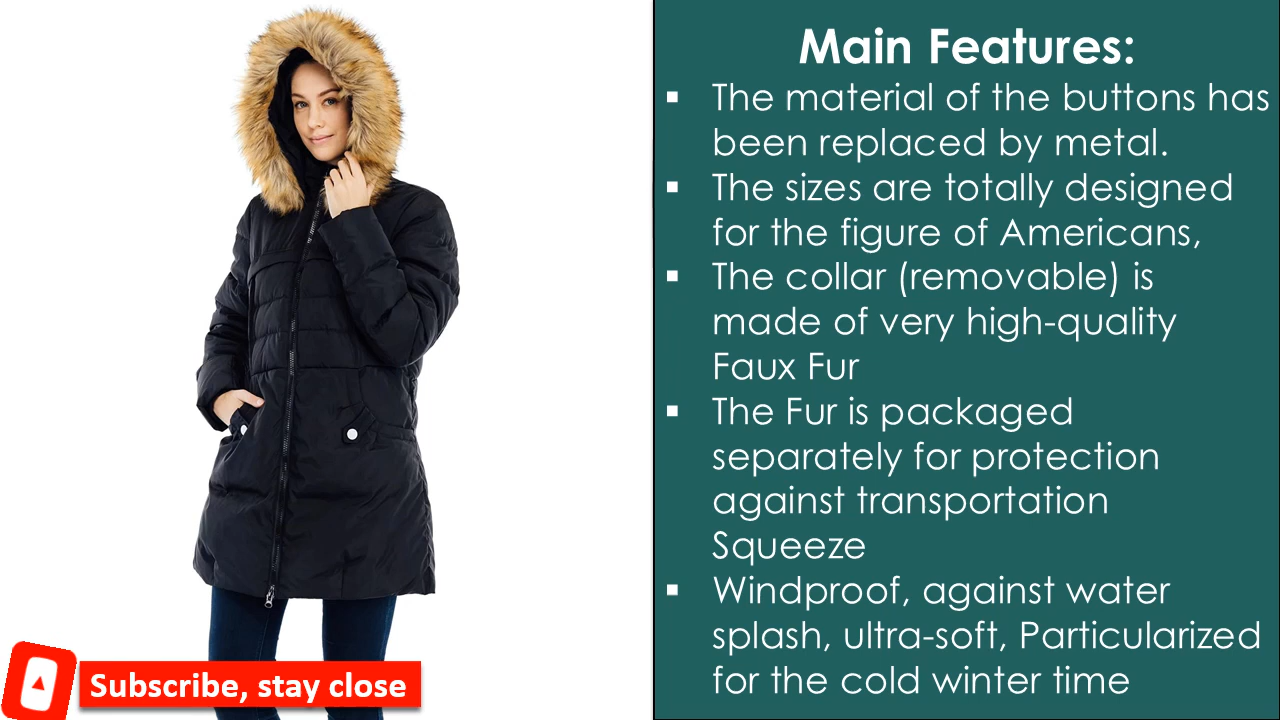 Main Features:
▪ The material of the buttons has
been replaced by metal.
▪ The sizes are totally designed
for the figure of Americans,
▪ The collar (removable) is
made of very high-quality
Faux Fur
▪ The Fur is packaged
separately for protection
against transportation
Squeeze
▪ Windproof, against water
splash, ultra-soft, Particularized
for the cold winter time
Subscribe, stay close